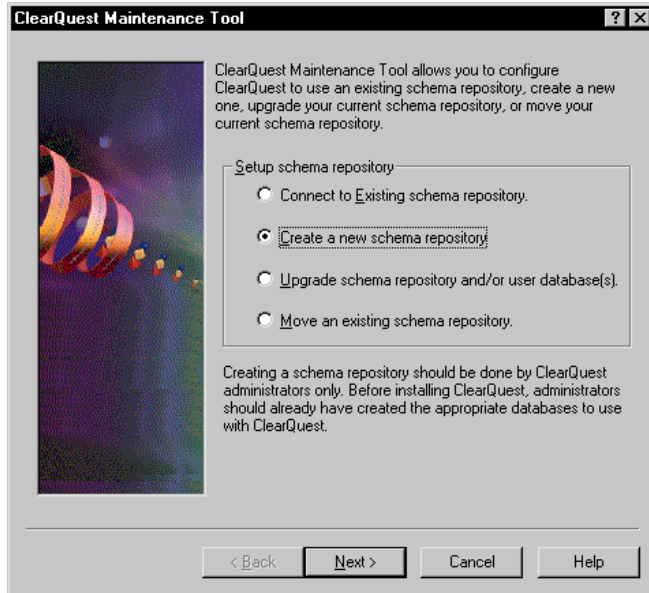 ClearQuest Maintenance Tool
ClearQuest Maintenance Tool allows you to configure
ClearQuest to use an existing schema repository, create a new
one, upgrade your current schema repository, or move your
current schema repository.
Setup schema repository
Connect to Existing schema repository.
Create a new schema repository
Upgrade schema repository and/or user database(s).
Move an existing schema repository.
Creating a schema repository should be done by ClearQuest
administrators only. Before installing ClearQuest, administrators
should already have created the appropriate databases to use
with ClearQuest.
< Back
Next >
Cancel
Help